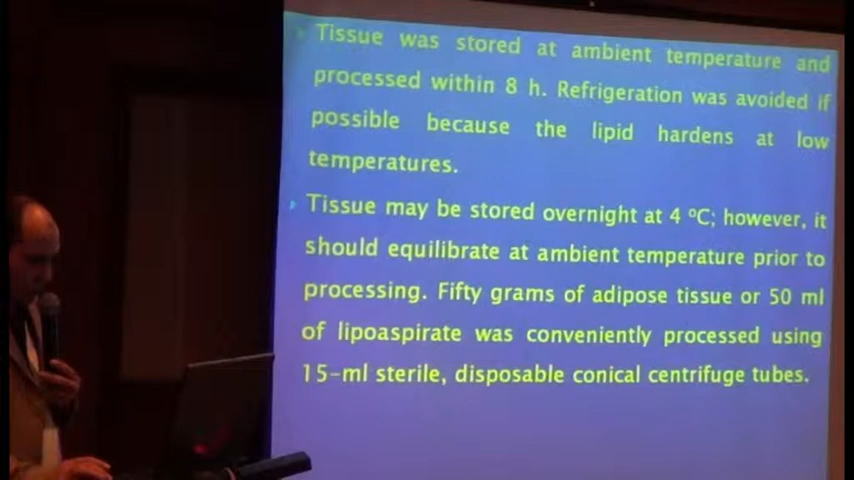 Tissue was stored at ambient temperature and
processed within 8 h. Refrigeration was avoided if
possible because the lipid hardens at low
temperatures.
Tissue may be stored overnight at 4 ºC; however, it
should equilibrate at ambient temperature prior to
processing. Fifty grams of adipose tissue or 50 ml
of lipoaspirate was conveniently processed using
15-ml sterile, disposable conical centrifuge tubes.